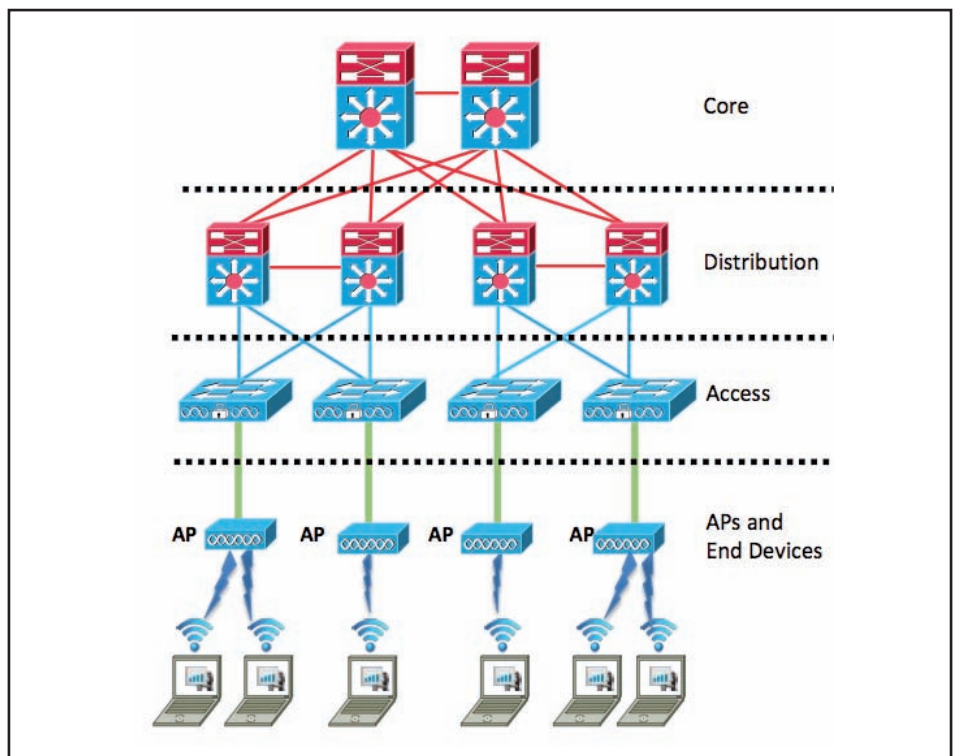 Core
Distribution
Access
AP
AP
AP
AP
APs and
End Devices